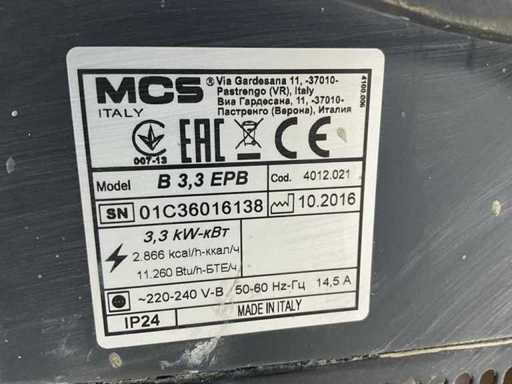 MCS
ITALY
® Via Gardesana 11, -37010-
Pastrengo (VR), Italy
Виа Гардесана, 11, -37010-
Пастренго (Верона), Италия
4100.006
007-13
EAC
CE
Model B 3,3 EPB Cod. 4012.021
SN 01C36016138 10.2016
3,3 kW-кВт
2.866 kcal/h-ккал/ч
11.260 Btu/h-БТЕ/ч
~220-240 V-В 50-60 Hz-Гц 14,5 A
IP24 MADE IN ITALY